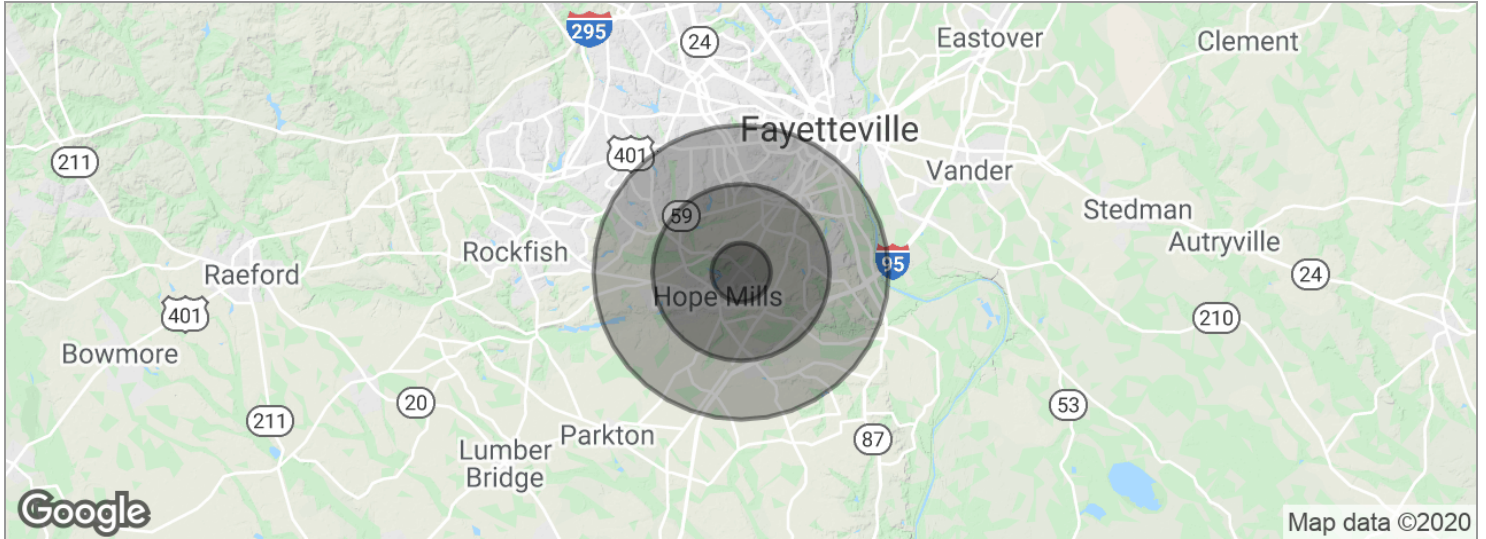 295
24
Eastover
Clement
Fayetteville
401
211
Vander
59
Stedman
Autryville
Rockfish
95
Raeford
24
Hope Mills
401
210
Bowmore
20
53
211
Parkton
87
Lumber
Bridge
Google
Map data ©2020